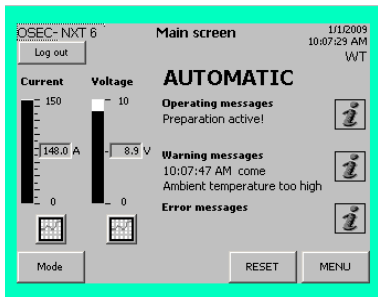 OSEC-NXT 6
Main screen
1/1/2009
10:07:29 AM
Log out
WT
Current
Voltage
AUTOMATIC
150
10
Operating messages
Preparation active!
148.0 A
8.9 V
Warning messages
10:07:47 AM come
Ambient temperature too high
0
0
Error messages
Mode
RESET
MENU